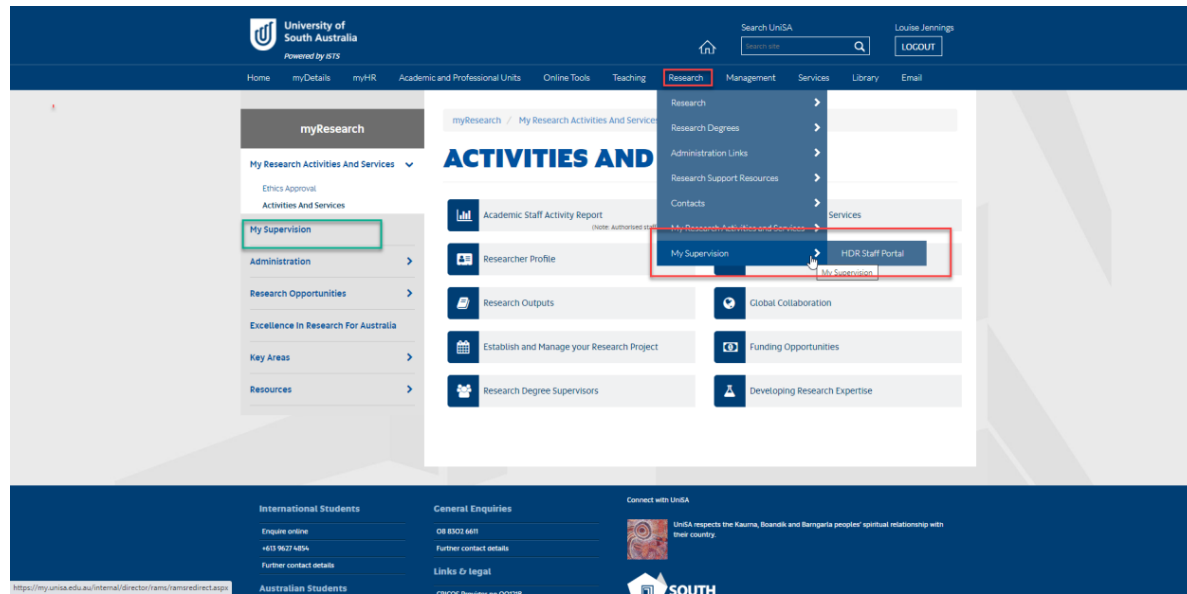 University of
South Australia
Powered by ISTS
Search UniSA
Search site
Louise Jennings
LOGOUT
Home myDetails myHR Academic and Professional Units Online Tools Teaching Research Management Services Library Email
myResearch
My Research Activities And Services
Ethics Approval
Activities And Services
My Supervision
Administration
Research Opportunities
Excellence In Research For Australia
Key Areas
Resources
myResearch / My Research Activities And Services
ACTIVITIES AND
Research
Research Degrees
Administration Links
Research Support Resources
Contacts
My Research Activities and Services
My Supervision
HDR Staff Portal
My Supervision
Academic Staff Activity Report
(Note: Authorised staff
Services
Researcher Profile
Research Outputs
Global Collaboration
Establish and Manage your Research Project
Funding Opportunities
Research Degree Supervisors
Developing Research Expertise
International Students
Enquire online
+613 9627 4854
Further contact details
Australian Students
General Enquiries
08 8302 6611
Further contact details
Links & legal
CRICOS Provider no 00121B
Connect with UniSA
UniSA respects the Kaurna, Boandik and Barngarla peoples' spiritual relationship with
their country.
SOUTH
https://my.unisa.edu.au/internal/director/rams/ramsredirect.aspx